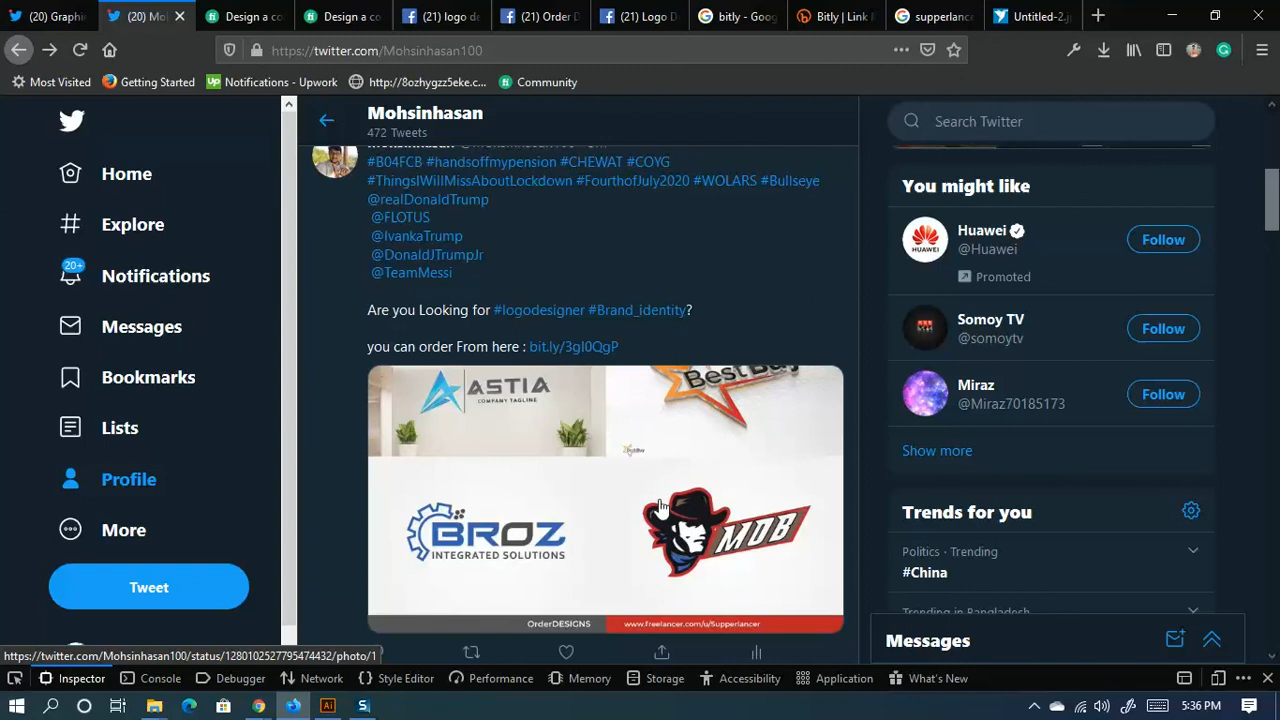 (20) Graphi
(20) Moh
Design a co
Design a co
(21) logo de
(21) Order D
(21) Logo D
bitly - Goog
Bitly | Link M
supperlance
Untitled-2.j
https://twitter.com/Mohsinhasan100
Most Visited
Getting Started
Notifications - Upwork
http://8ozhygzz5eke.c...
Community
Home
Explore
20+
Notifications
Messages
Bookmarks
Lists
Profile
More
Tweet
Mohsinhasan
472 Tweets
#B04FCB #handsoffmypension #CHEWAT #COYG
#ThingsIWillMissAboutLockdown #FourthofJuly2020 #WOLARS #Bullseye
@realDonaldTrump
@FLOTUS
@IvankaTrump
@DonaldJTrumpJr
@TeamMessi
Are you Looking for #logodesigner #Brand_identity?
you can order From here : bit.ly/3gI0QgP
ASTIA
COMPANY TAGLINE
Best Buy
BROZ
INTEGRATED SOLUTIONS
MOB
OrderDESIGNS
www.freelancer.com/u/Supperlancer
Search Twitter
You might like
Huawei
@Huawei
Follow
Promoted
Somoy TV
@somoytv
Follow
Miraz
@Miraz70185173
Follow
Show more
Trends for you
Politics · Trending
#China
Trending in Bangladesh
Messages
https://twitter.com/Mohsinhasan100/status/1280102527795474432/photo/1
Inspector
Console
Debugger
Network
Style Editor
Performance
Memory
Storage
Accessibility
Application
What's New
5:36 PM